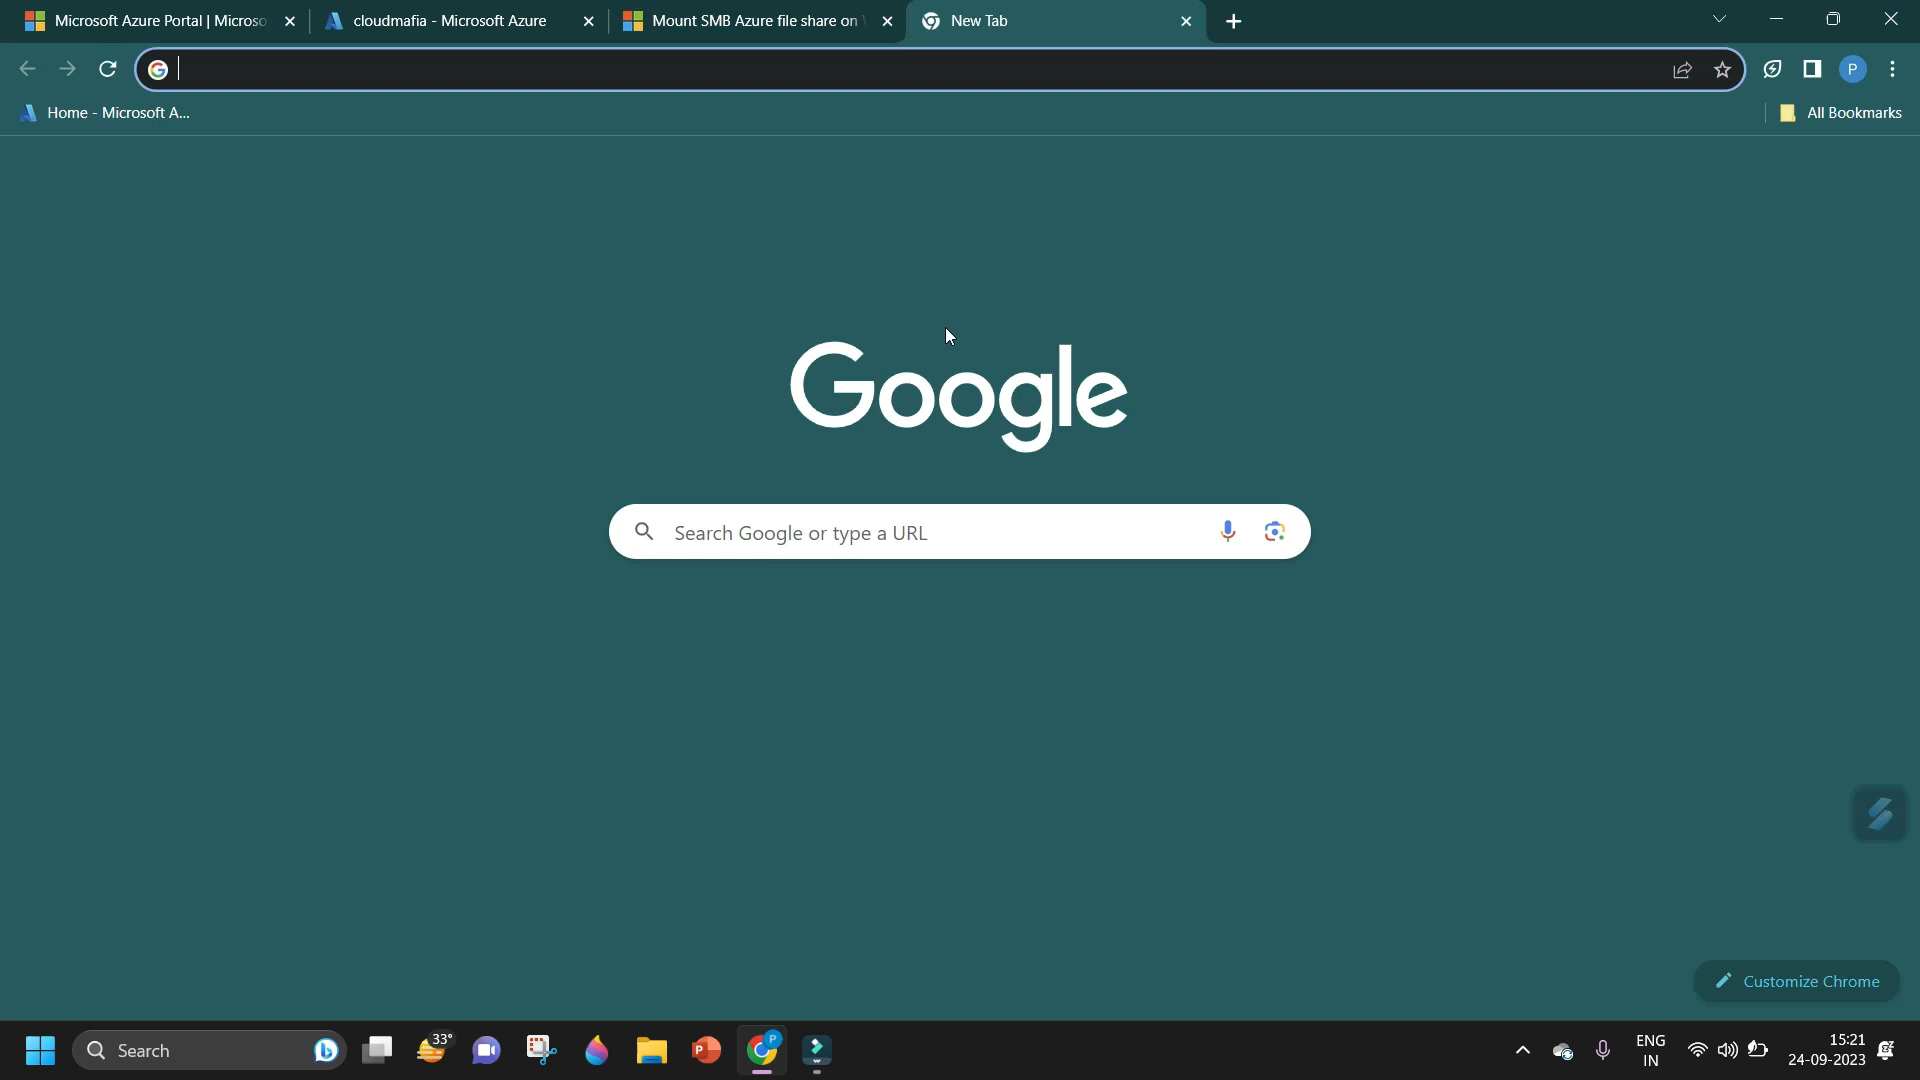 Microsoft Azure Portal | Microso
cloudmafia - Microsoft Azure
Mount SMB Azure file share on
New Tab
P
Home - Microsoft A...
All Bookmarks
Google
Search Google or type a URL
Customize Chrome
Search
33°
P
P
ENG
IN
15:21
24-09-2023